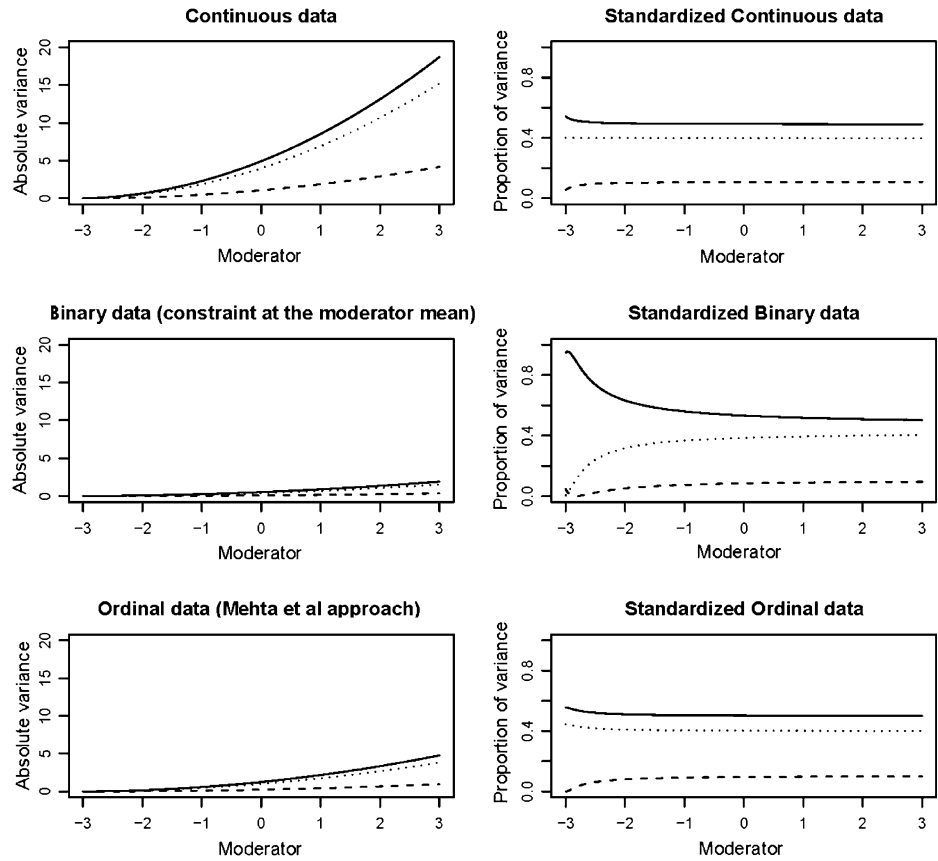 Continuous data
Absolute variance
20
15
10
5
0
−3 −2 −1 0 1 2 3
Moderator
Standardized Continuous data
Proportion of variance
0.8
0.4
0.0
−3 −2 −1 0 1 2 3
Moderator
Binary data (constraint at the moderator mean)
Absolute variance
20
15
10
5
0
−3 −2 −1 0 1 2 3
Moderator
Standardized Binary data
Proportion of variance
0.8
0.4
0.0
−3 −2 −1 0 1 2 3
Moderator
Ordinal data (Mehta et al approach)
Absolute variance
20
15
10
5
0
−3 −2 −1 0 1 2 3
Moderator
Standardized Ordinal data
Proportion of variance
0.8
0.4
0.0
−3 −2 −1 0 1 2 3
Moderator